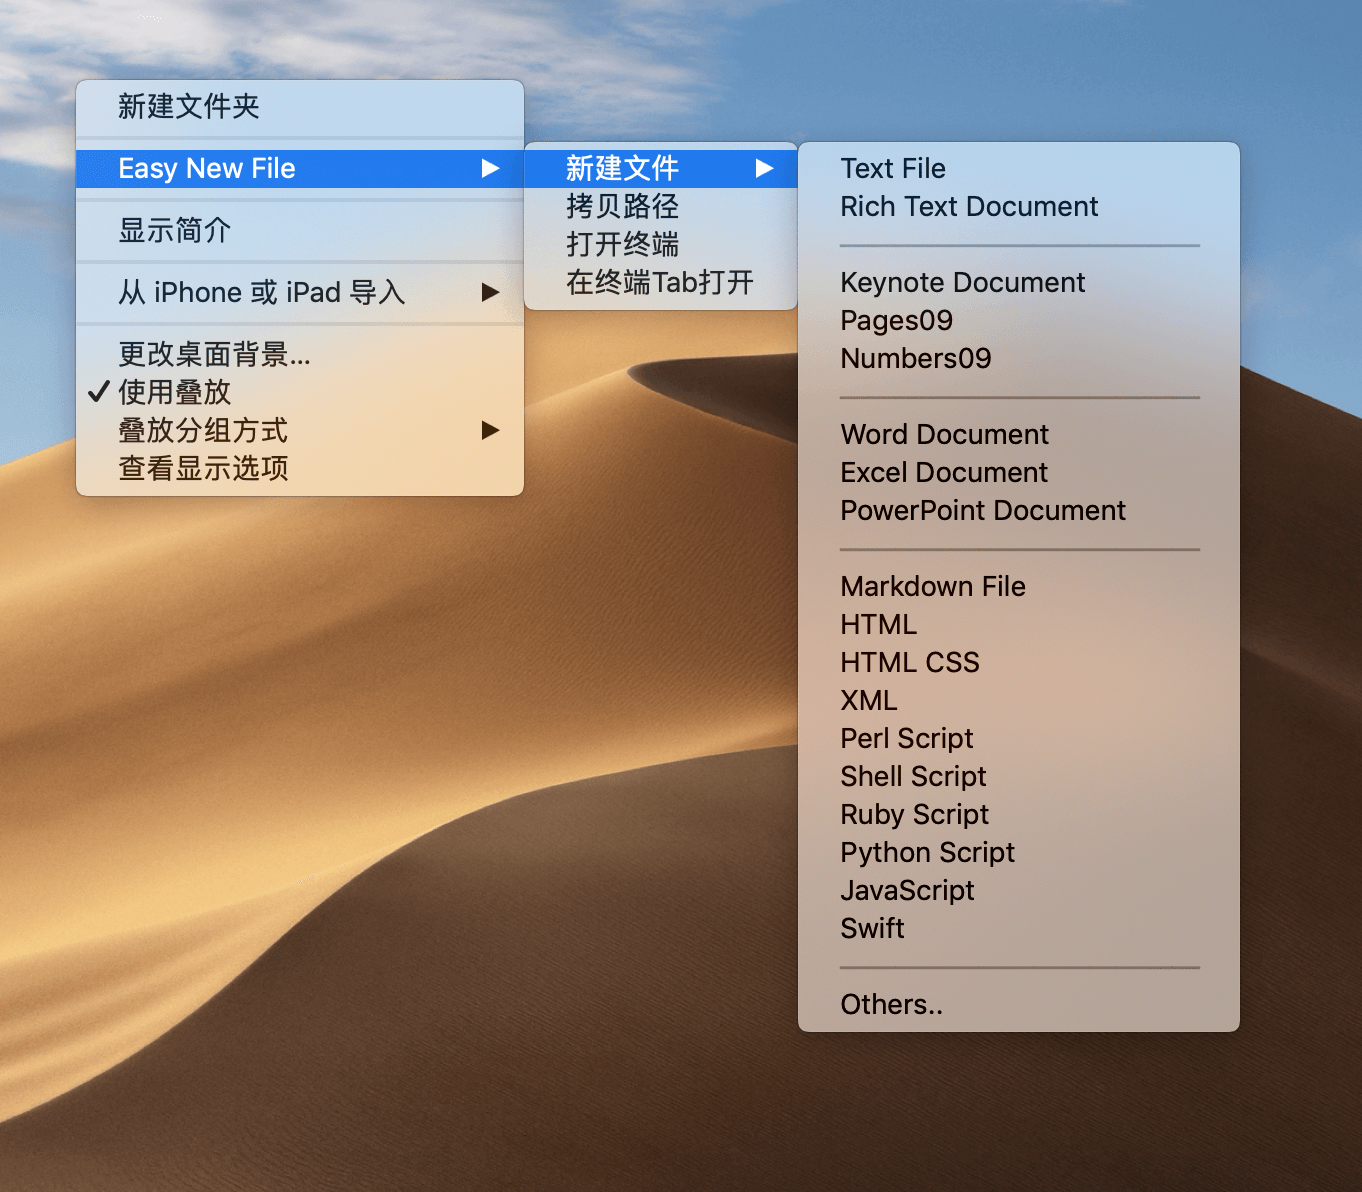 新建文件夹
Easy New File
显示简介
从 iPhone 或 iPad 导入
更改桌面背景...
使用叠放
叠放分组方式
查看显示选项
新建文件
拷贝路径
打开终端
在终端Tab打开
Text File
Rich Text Document
Keynote Document
Pages09
Numbers09
Word Document
Excel Document
PowerPoint Document
Markdown File
HTML
HTML CSS
XML
Perl Script
Shell Script
Ruby Script
Python Script
JavaScript
Swift
Others..